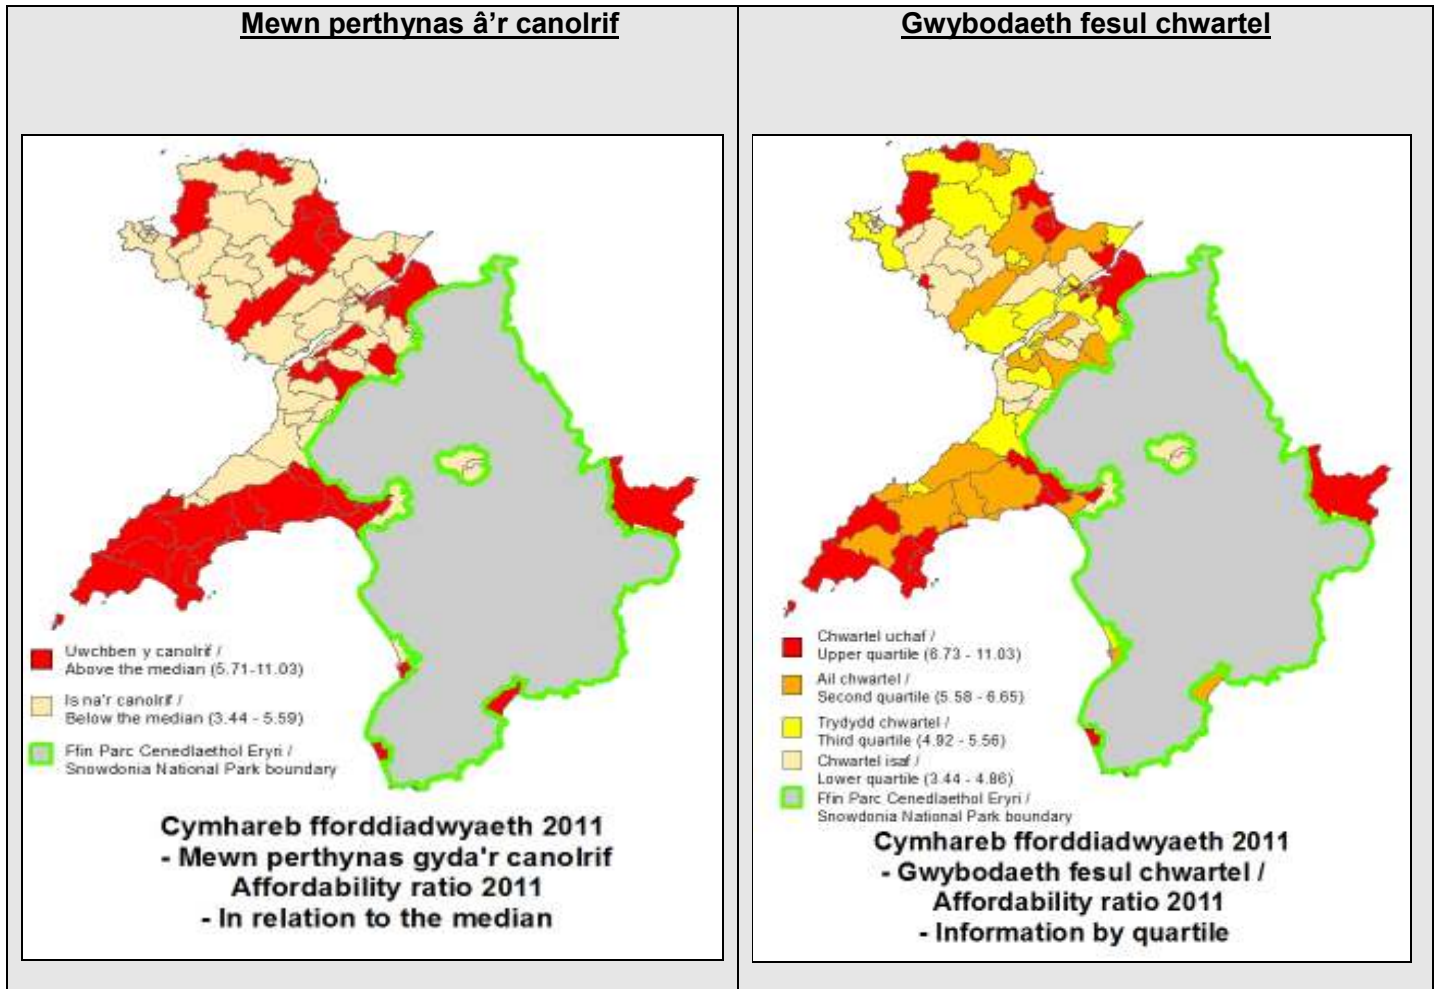 Mewn perthynas â’r canolrif
Uwchben y canolrif /
Above the median (5.71-11.03)
Is na'r canolrif /
Below the median (3.44 - 5.59)
Ffin Parc Cenedlaethol Eryri /
Snowdonia National Park boundary
Cymhareb fforddiadwyaeth 2011
- Mewn perthynas gyda'r canolrif
Affordability ratio 2011
- In relation to the median
Gwybodaeth fesul chwartel
Chwartel uchaf /
Upper quartile (6.73 - 11.03)
Ail chwartel /
Second quartile (5.58 - 6.65)
Trydydd chwartel /
Third quartile (4.92 - 5.56)
Chwartel isaf /
Lower quartile (3.44 - 4.86)
Ffin Parc Cenedlaethol Eryri /
Snowdonia National Park boundary
Cymhareb fforddiadwyaeth 2011
- Gwybodaeth fesul chwartel /
Affordability ratio 2011
- Information by quartile